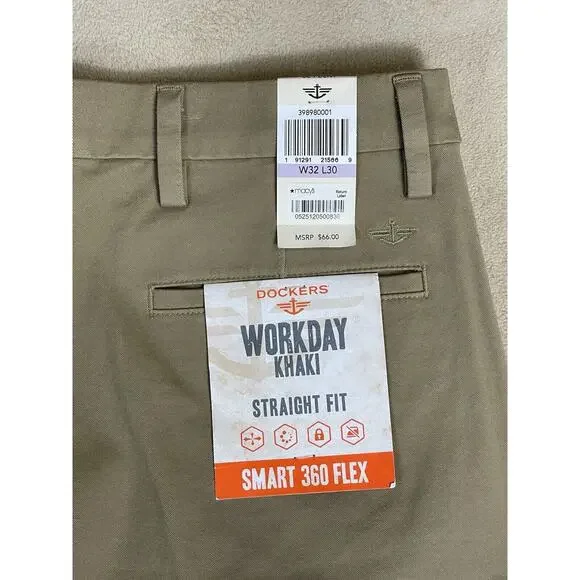 398980001
1 91291 21566 9
W32 L30
★macy's
Return
Label
0525120500830
MSRP $66.00
DOCKERS®
WORKDAY®
KHAKI
STRAIGHT FIT
SMART 360 FLEX